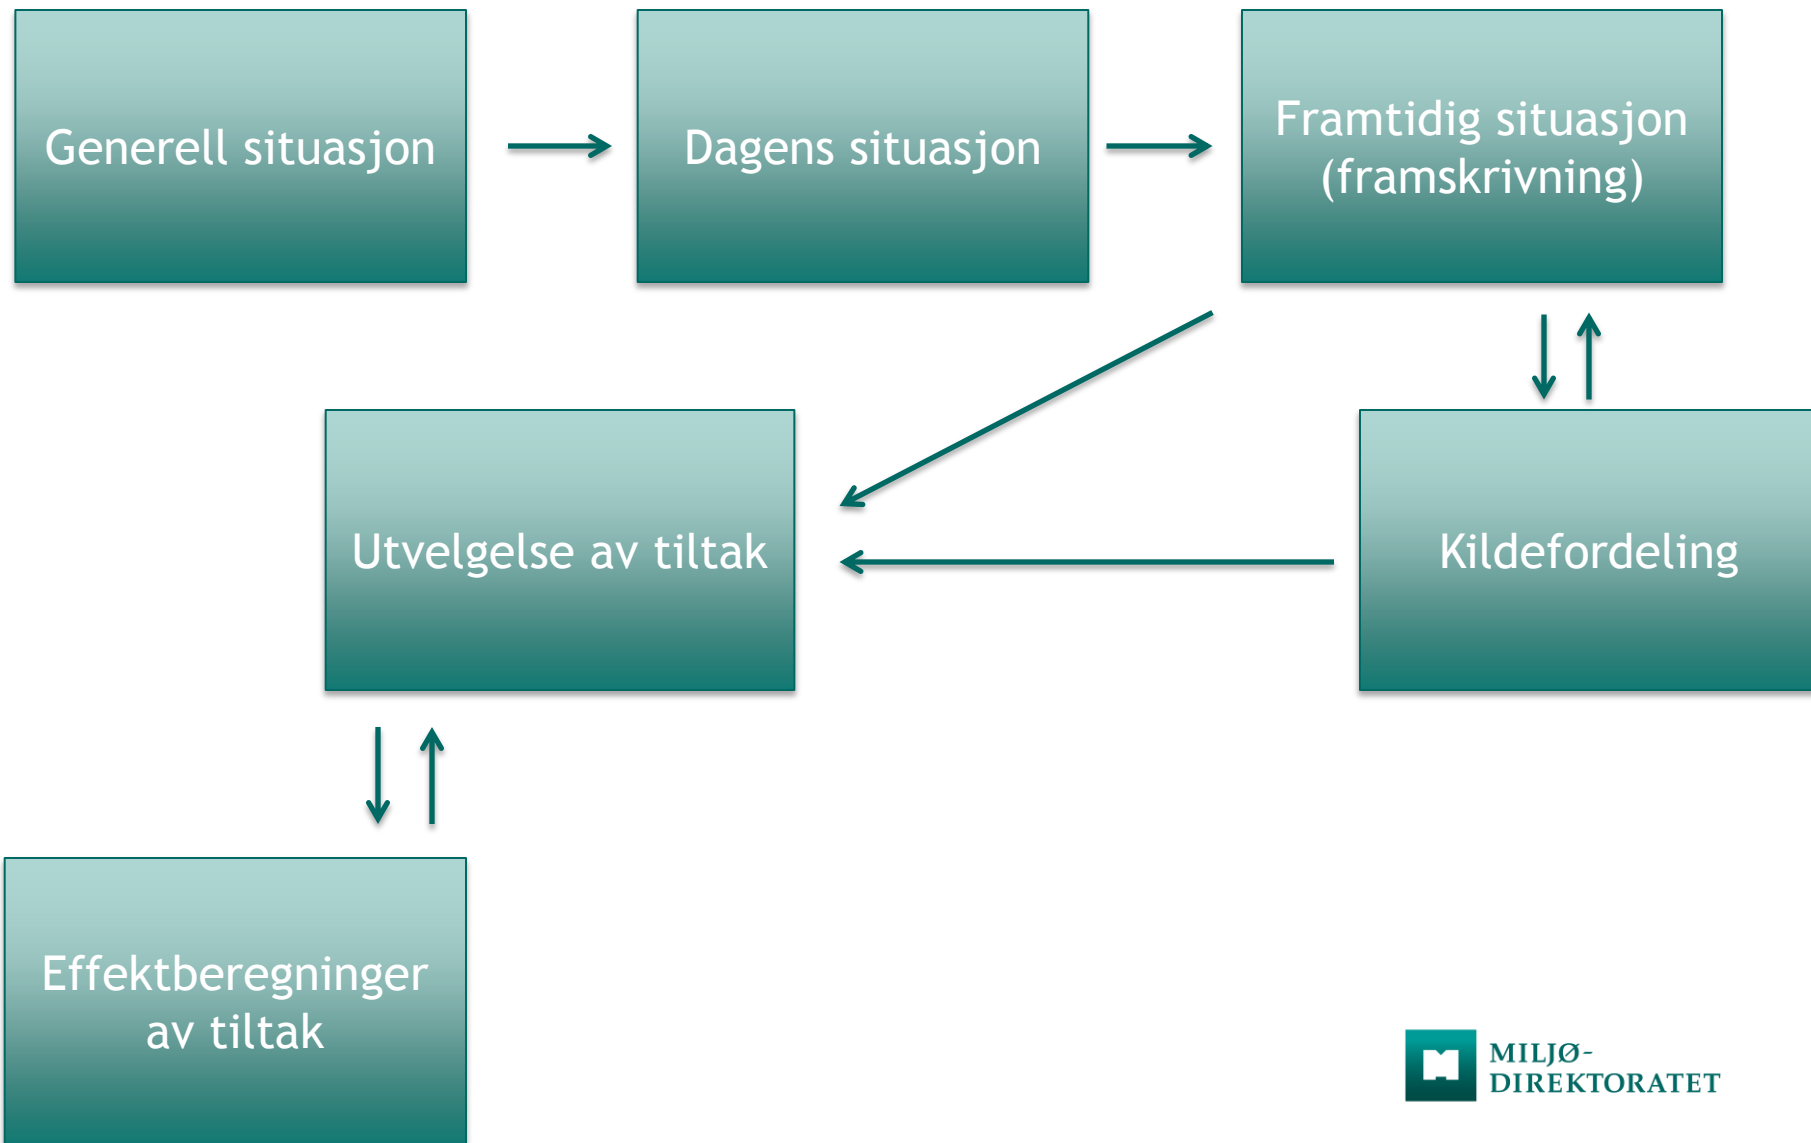 Generell situasjon
Dagens situasjon
Framtidig situasjon
(framskrivning)
Utvelgelse av tiltak
Kildefordeling
Effektberegninger
av tiltak
MILJØ-
DIREKTORATET